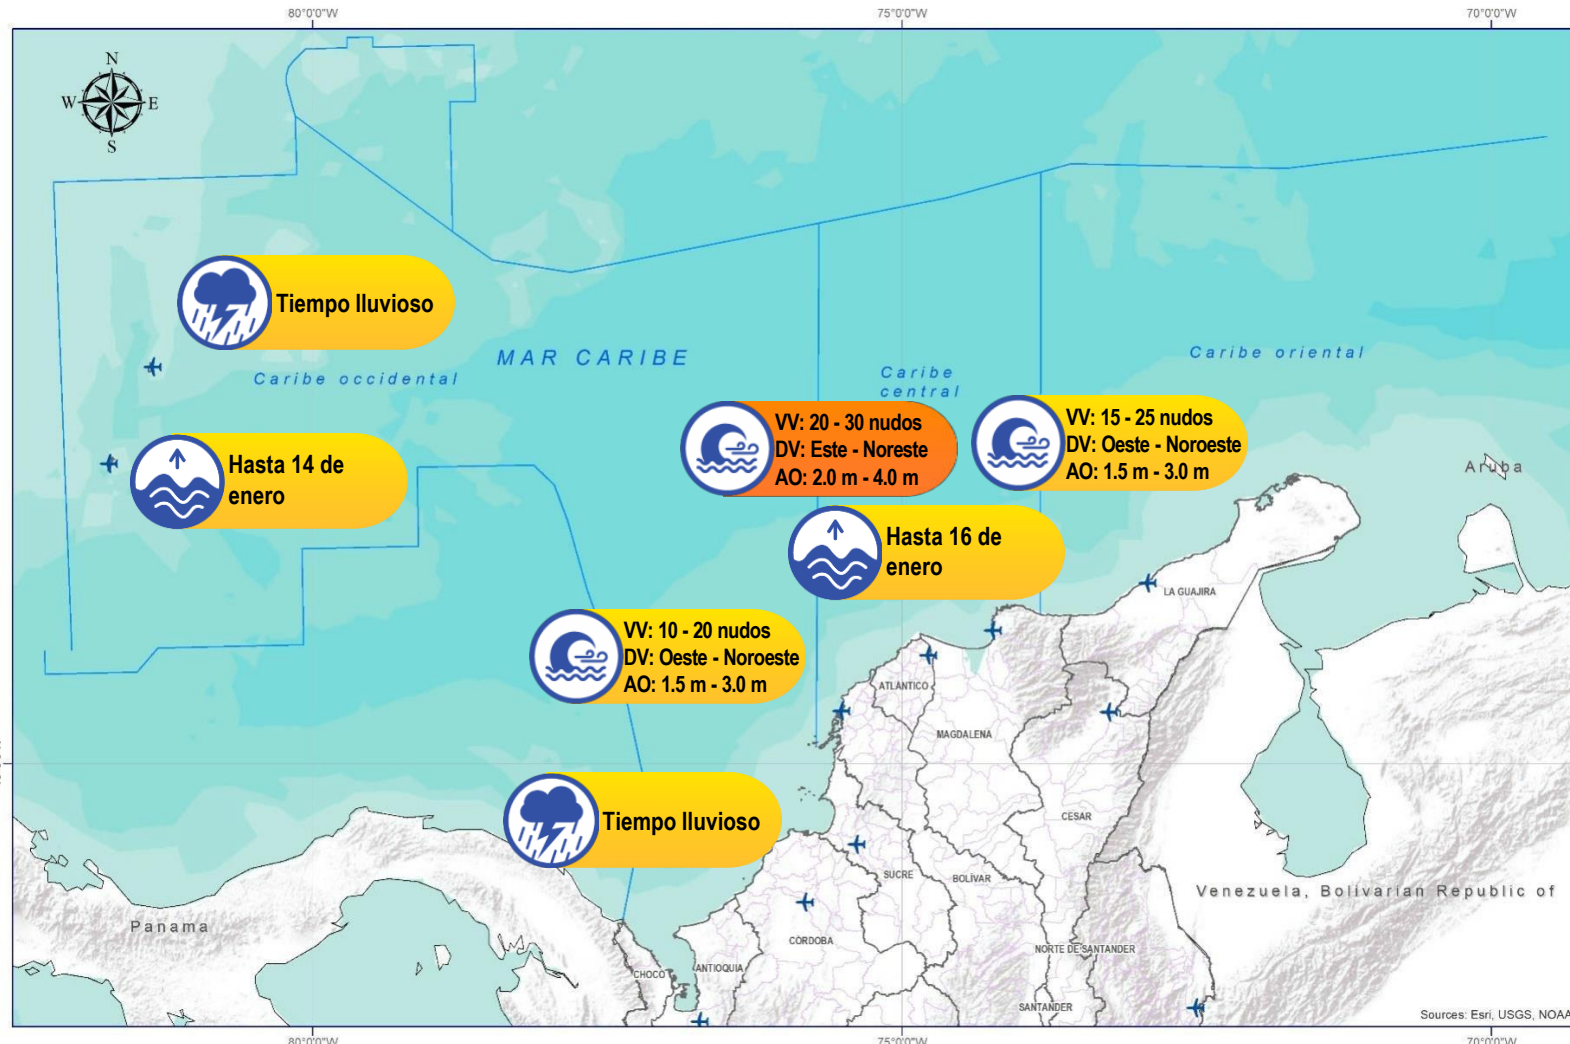 80°0'0"W
75°0'0"W
70°0'0"W
N
W
E
S
Tiempo lluvioso
MAR CARIBE
Caribe occidental
Caribe
central
Caribe oriental
VV: 20 - 30 nudos
DV: Este - Noreste
AO: 2.0 m - 4.0 m
VV: 15 - 25 nudos
DV: Oeste - Noroeste
AO: 1.5 m - 3.0 m
Aruba
Hasta 14 de
enero
Hasta 16 de
enero
LA GUAJIRA
VV: 10 - 20 nudos
DV: Oeste - Noroeste
AO: 1.5 m - 3.0 m
ATLÁNTICO
MAGDALENA
Tiempo lluvioso
CESAR
SUCRE
BOLÍVAR
Venezuela, Bolivarian Republic of
Panama
CÓRDOBA
NORTE DE SANTANDER
CHOCÓ
ANTIOQUIA
SANTANDER
Sources: Esri, USGS, NOAA
80°0'0"W
75°0'0"W
70°0'0"W